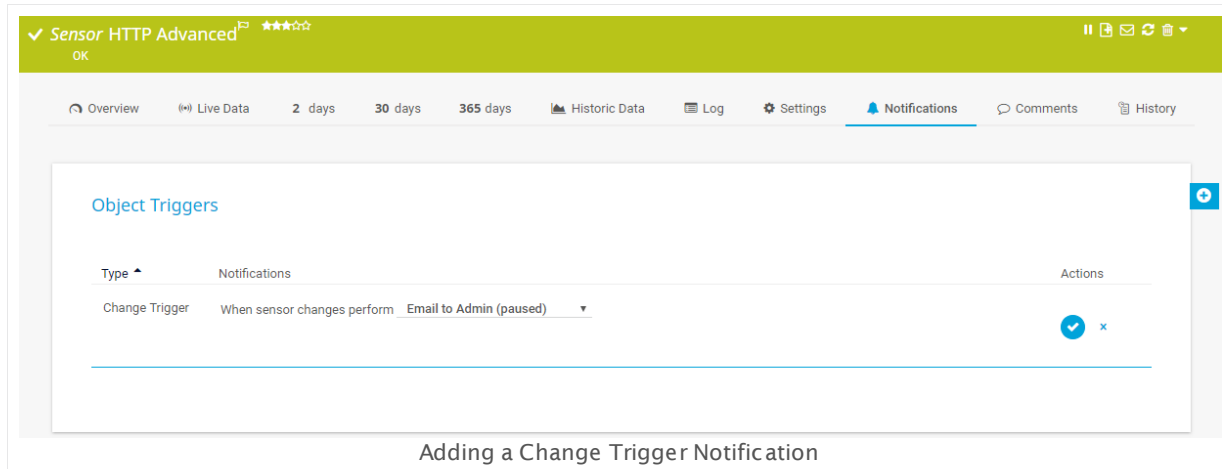 Sensor HTTP Advanced
OK
Overview Live Data 2 days 30 days 365 days Historic Data Log Settings Notifications Comments History
Object Triggers
Type Notifications Actions
Change Trigger When sensor changes perform Email to Admin (paused)
Adding a Change Trigger Notification